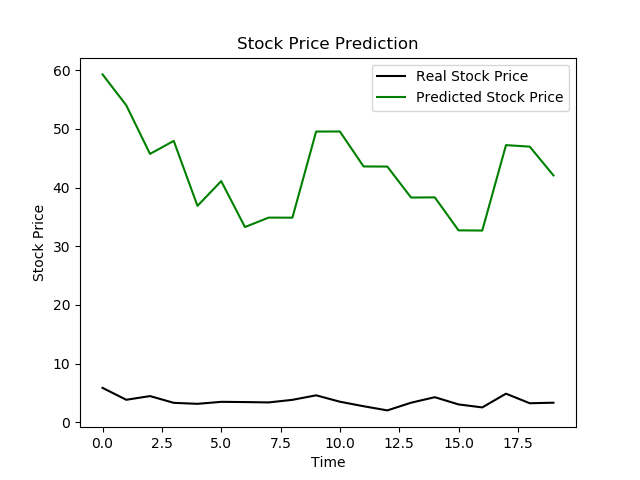 Stock Price Prediction
Real Stock Price
Predicted Stock Price
Stock Price
60
50
40
30
20
10
0
0.0 2.5 5.0 7.5 10.0 12.5 15.0 17.5
Time